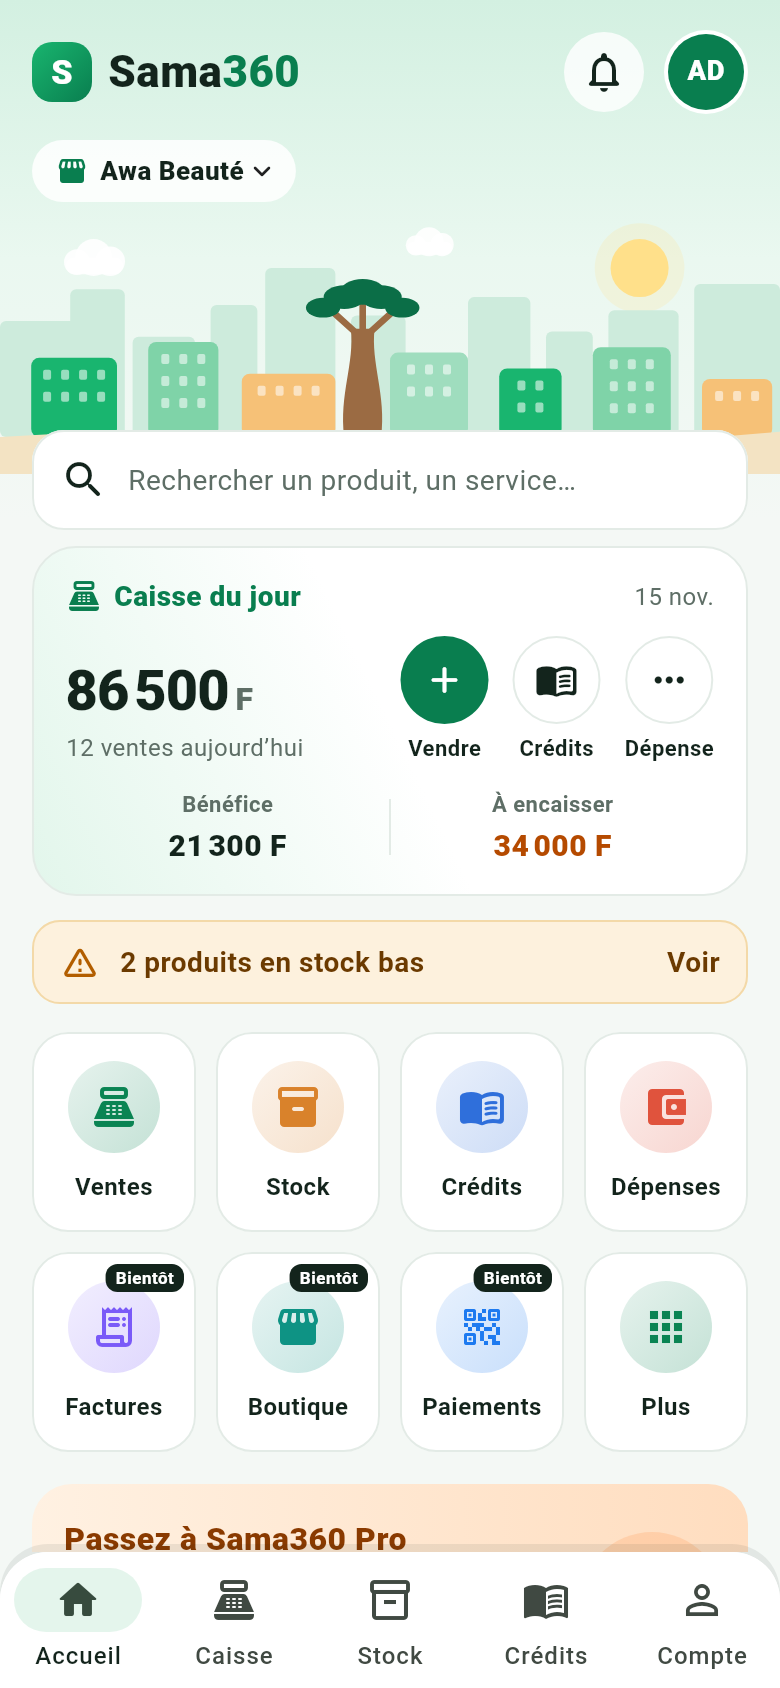 S Sama360 AD
Awa Beauté
Rechercher un produit, un service…
Caisse du jour 15 nov.
86 500 F
12 ventes aujourd’hui
Vendre Crédits Dépense
Bénéfice À encaisser
21 300 F 34 000 F
2 produits en stock bas Voir
Ventes Stock Crédits Dépenses
Bientôt Bientôt Bientôt
Factures Boutique Paiements Plus
Passez à Sama360 Pro
Accueil Caisse Stock Crédits Compte